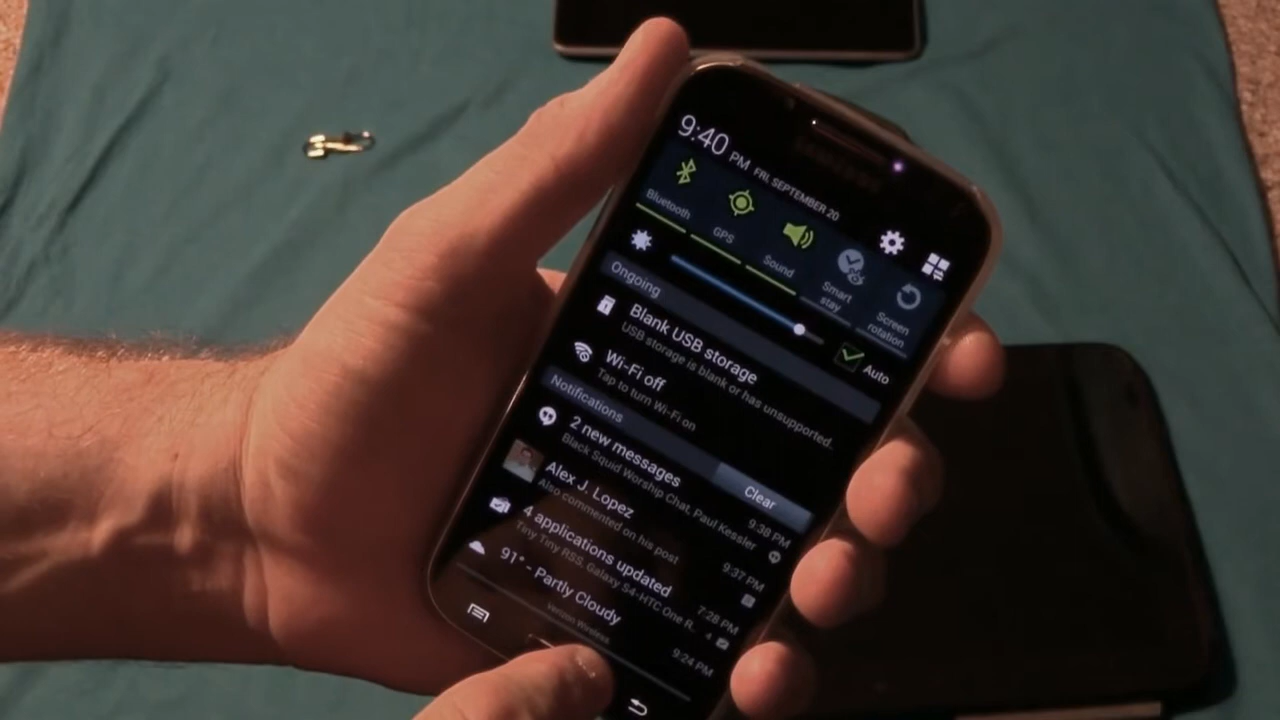 9:40 PM FRI, SEPTEMBER 20
Bluetooth
GPS
Sound
Smart stay
Screen rotation
Auto
Ongoing
Blank USB storage
USB storage is blank or has unsupported.
Wi-Fi off
Tap to turn Wi-Fi on
Notifications
Clear
2 new messages 9:38 PM
Black Squid Worship Chat, Paul Kessler
Alex J. Lopez 9:37 PM
Also commented on his post
4 applications updated 7:28 PM
Tiny Tiny RSS, Galaxy S4-HTC One R.. 4
91° - Partly Cloudy 9:24 PM
Verizon Wireless